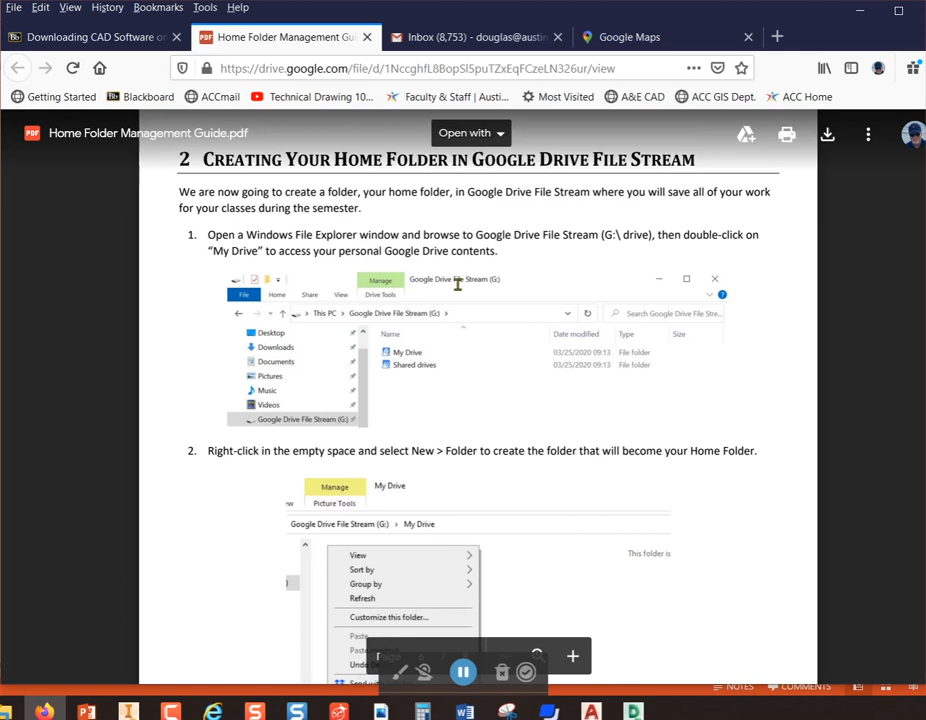 File Edit View History Bookmarks Tools Help
Bb Downloading CAD Software or
PDF Home Folder Management Gui
Inbox (8,753) - douglas@austin
Google Maps
https://drive.google.com/file/d/1NccghfL8BopSl5puTZxEqFCzeLN326ur/view
Getting Started Bb Blackboard ACCmail Technical Drawing 10... Faculty & Staff | Austi... Most Visited A&E CAD ACC GIS Dept. ACC Home
PDF Home Folder Management Guide.pdf
Open with
2 CREATING YOUR HOME FOLDER IN GOOGLE DRIVE FILE STREAM
We are now going to create a folder, your home folder, in Google Drive File Stream where you will save all of your work
for your classes during the semester.
1. Open a Windows File Explorer window and browse to Google Drive File Stream (G:\ drive), then double-click on
“My Drive” to access your personal Google Drive contents.
Manage Google Drive File Stream (G:)
File Home Share View Drive Tools
This PC > Google Drive File Stream (G:) >
Search Google Drive File Strea...
Name Date modified Type Size
Desktop
Downloads
Documents
Pictures
Music
Videos
Google Drive File Stream (G:)
My Drive 03/25/2020 09:13 File folder
Shared drives 03/25/2020 09:13 File folder
2. Right-click in the empty space and select New > Folder to create the folder that will become your Home Folder.
Manage My Drive
ew Picture Tools
Google Drive File Stream (G:) > My Drive
This folder is
View
Sort by
Group by
Refresh
Customize this folder...
Paste
NOTES COMMENTS